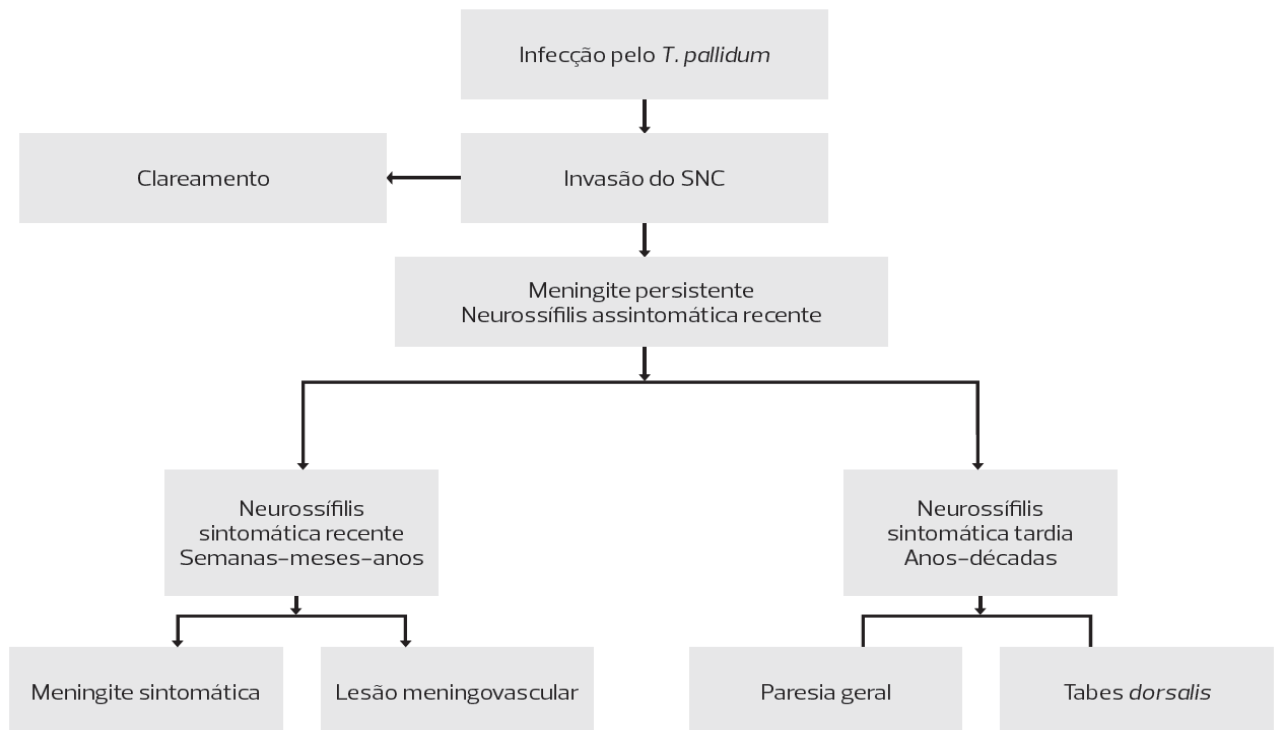 Infecção pelo T. pallidum
Clareamento
Invasão do SNC
Meningite persistente
Neurossífilis assintomática recente
Neurossífilis
sintomática recente
Semanas-meses-anos
Neurossífilis
sintomática tardia
Anos-décadas
Meningite sintomática
Lesão meningovascular
Paresia geral
Tabes dorsalis